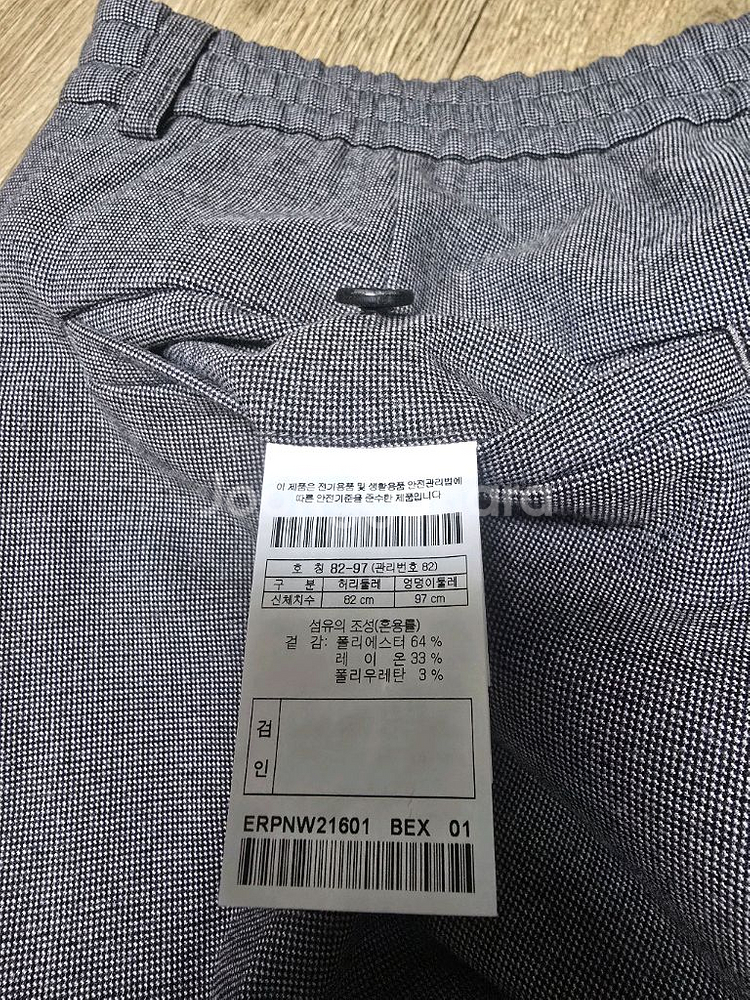 이 제품은 전기용품 및 생활용품 안전관리법에
따른 안전기준을 준수한 제품입니다
호 칭 82-97 (관리번호 82)
구 분 허리둘레 엉덩이둘레
신체치수 82 cm 97 cm
섬유의 조성(혼용률)
겉 감: 폴리에스터 64 %
레 이 온 33 %
폴리우레탄 3 %
검
인
ERPNW21601 BEX 01